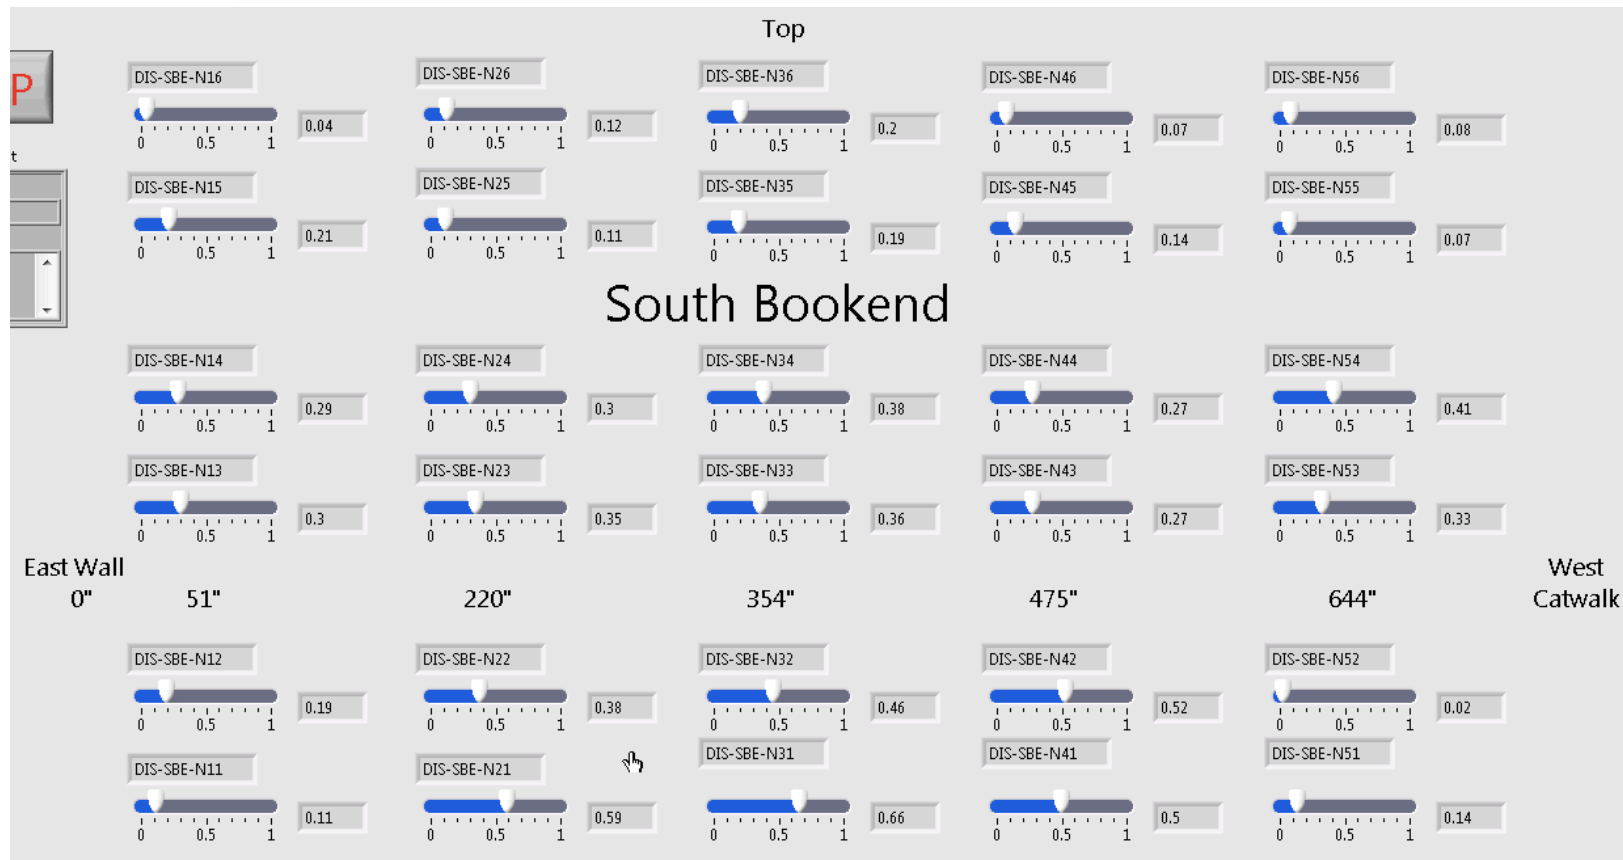 Top
P
DIS-SBE-N16 DIS-SBE-N26 DIS-SBE-N36 DIS-SBE-N46 DIS-SBE-N56
0.04 0.12 0.2 0.07 0.08
0 0.5 1 0 0.5 1 0 0.5 1 0 0.5 1 0 0.5 1
t
DIS-SBE-N15 DIS-SBE-N25 DIS-SBE-N35 DIS-SBE-N45 DIS-SBE-N55
0.21 0.11 0.19 0.14 0.07
0 0.5 1 0 0.5 1 0 0.5 1 0 0.5 1 0 0.5 1
South Bookend
DIS-SBE-N14 DIS-SBE-N24 DIS-SBE-N34 DIS-SBE-N44 DIS-SBE-N54
0.29 0.3 0.38 0.27 0.41
0 0.5 1 0 0.5 1 0 0.5 1 0 0.5 1 0 0.5 1
DIS-SBE-N13 DIS-SBE-N23 DIS-SBE-N33 DIS-SBE-N43 DIS-SBE-N53
0.3 0.35 0.36 0.27 0.33
0 0.5 1 0 0.5 1 0 0.5 1 0 0.5 1 0 0.5 1
East Wall West
0" 51" 220" 354" 475" 644" Catwalk
DIS-SBE-N12 DIS-SBE-N22 DIS-SBE-N32 DIS-SBE-N42 DIS-SBE-N52
0.19 0.38 0.46 0.52 0.02
0 0.5 1 0 0.5 1 0 0.5 1 0 0.5 1 0 0.5 1
DIS-SBE-N11 DIS-SBE-N21 DIS-SBE-N31 DIS-SBE-N41 DIS-SBE-N51
0.11 0.59 0.66 0.5 0.14
0 0.5 1 0 0.5 1 0 0.5 1 0 0.5 1 0 0.5 1